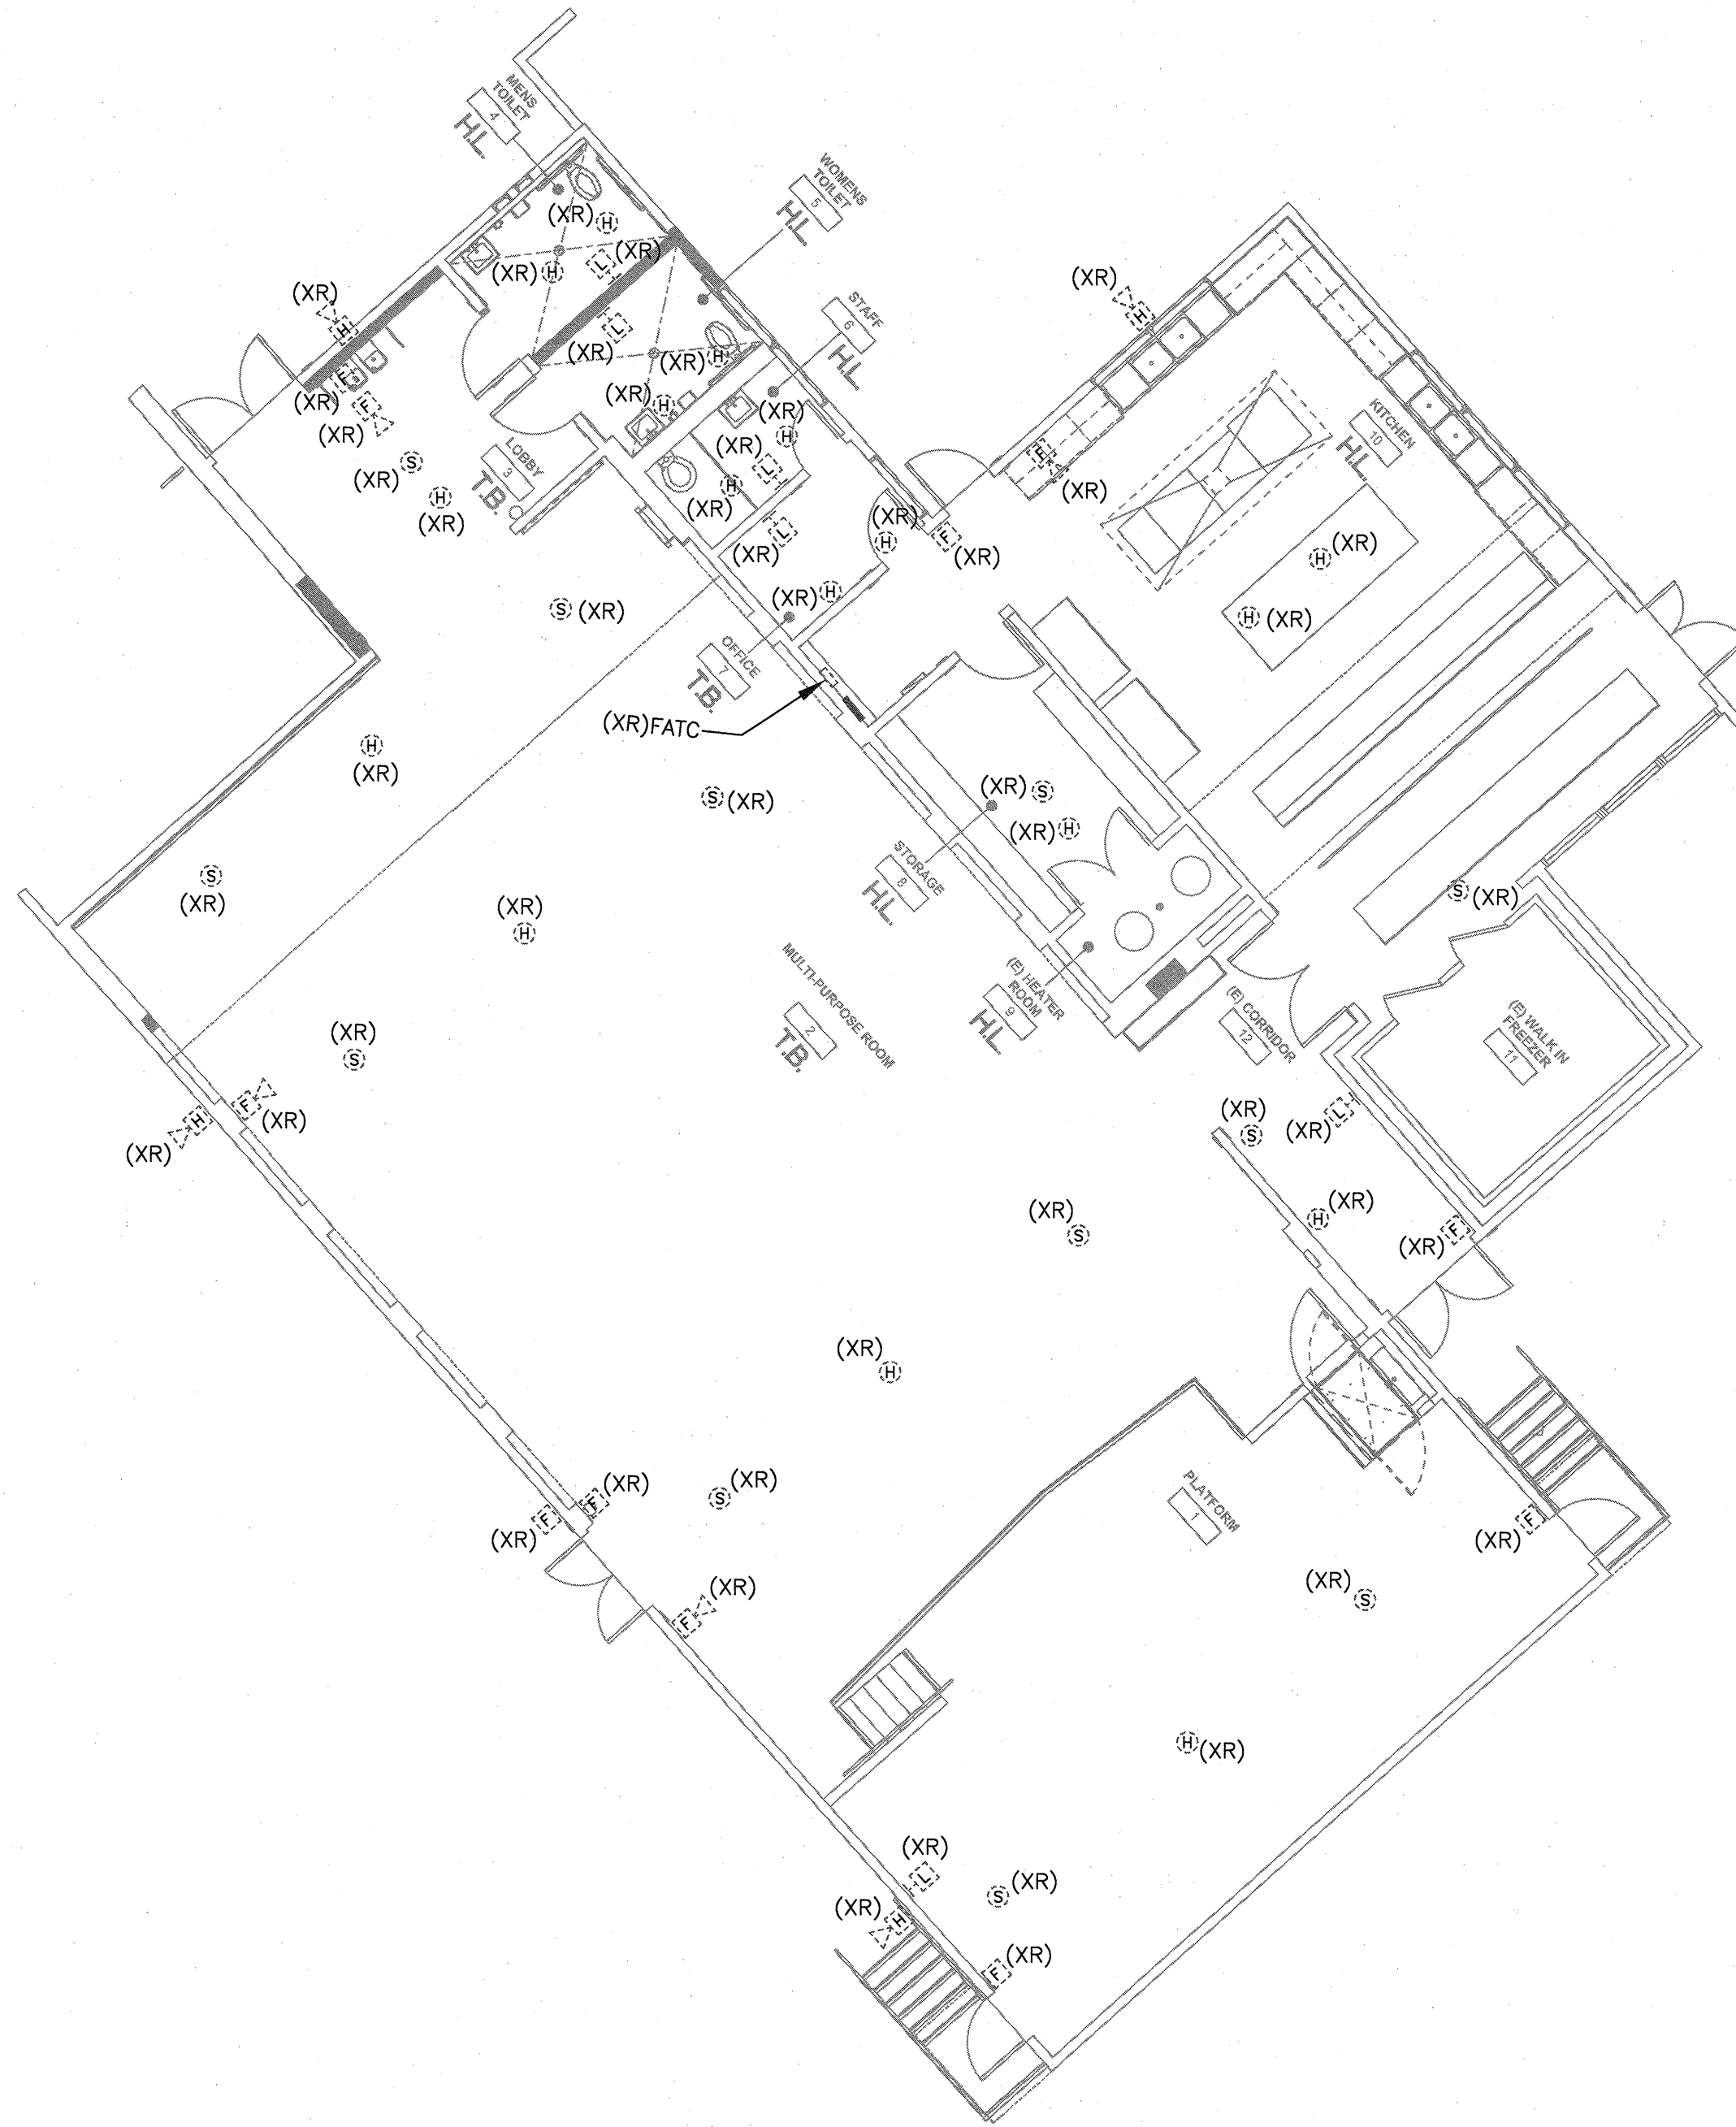 MENS
TOILET
4
H.L.
WOMENS
TOILET
5
H.L.
(XR) H
(XR)
(XR) H
L
(XR)
H
(XR)
H
STAFF
6
H.L.
L
(XR)
(XR) H
F
(XR)
F
(XR)
(XR) H
(XR)
H
KITCHEN
10
H.L.
(XR) S
LOBBY
3
T.B.
(XR)
L
F
(XR)
H
(XR)
(XR) H
(XR)
H
F
(XR)
L
(XR)
H (XR)
S (XR)
(XR) H
H (XR)
OFFICE
7
T.B.
(XR)FATC
H
(XR)
S (XR)
(XR) S
(XR) H
STORAGE
8
H.L.
S
(XR)
S (XR)
(XR)
H
MULTI-PURPOSE ROOM
2
T.B.
(E) HEATER
ROOM
9
H.L.
(E) CORRIDOR
12
(E) WALK IN
FREEZER
11
(XR)
S
F
(XR)
H
(XR)
(XR)
S
(XR) L
(XR)
S
H (XR)
(XR) F
(XR)
H
F (XR)
F
(XR)
S (XR)
PLATFORM
1
F
(XR)
F (XR)
(XR) S
H (XR)
(XR)
L
S (XR)
(XR) H
F (XR)